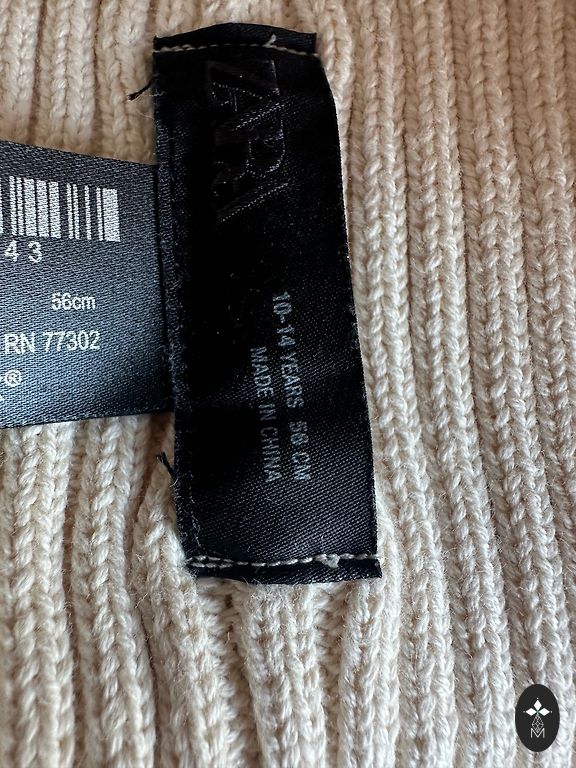 43
56cm
RN 77302
®
ZARA
10-14 YEARS 56 CM
MADE IN CHINA
M